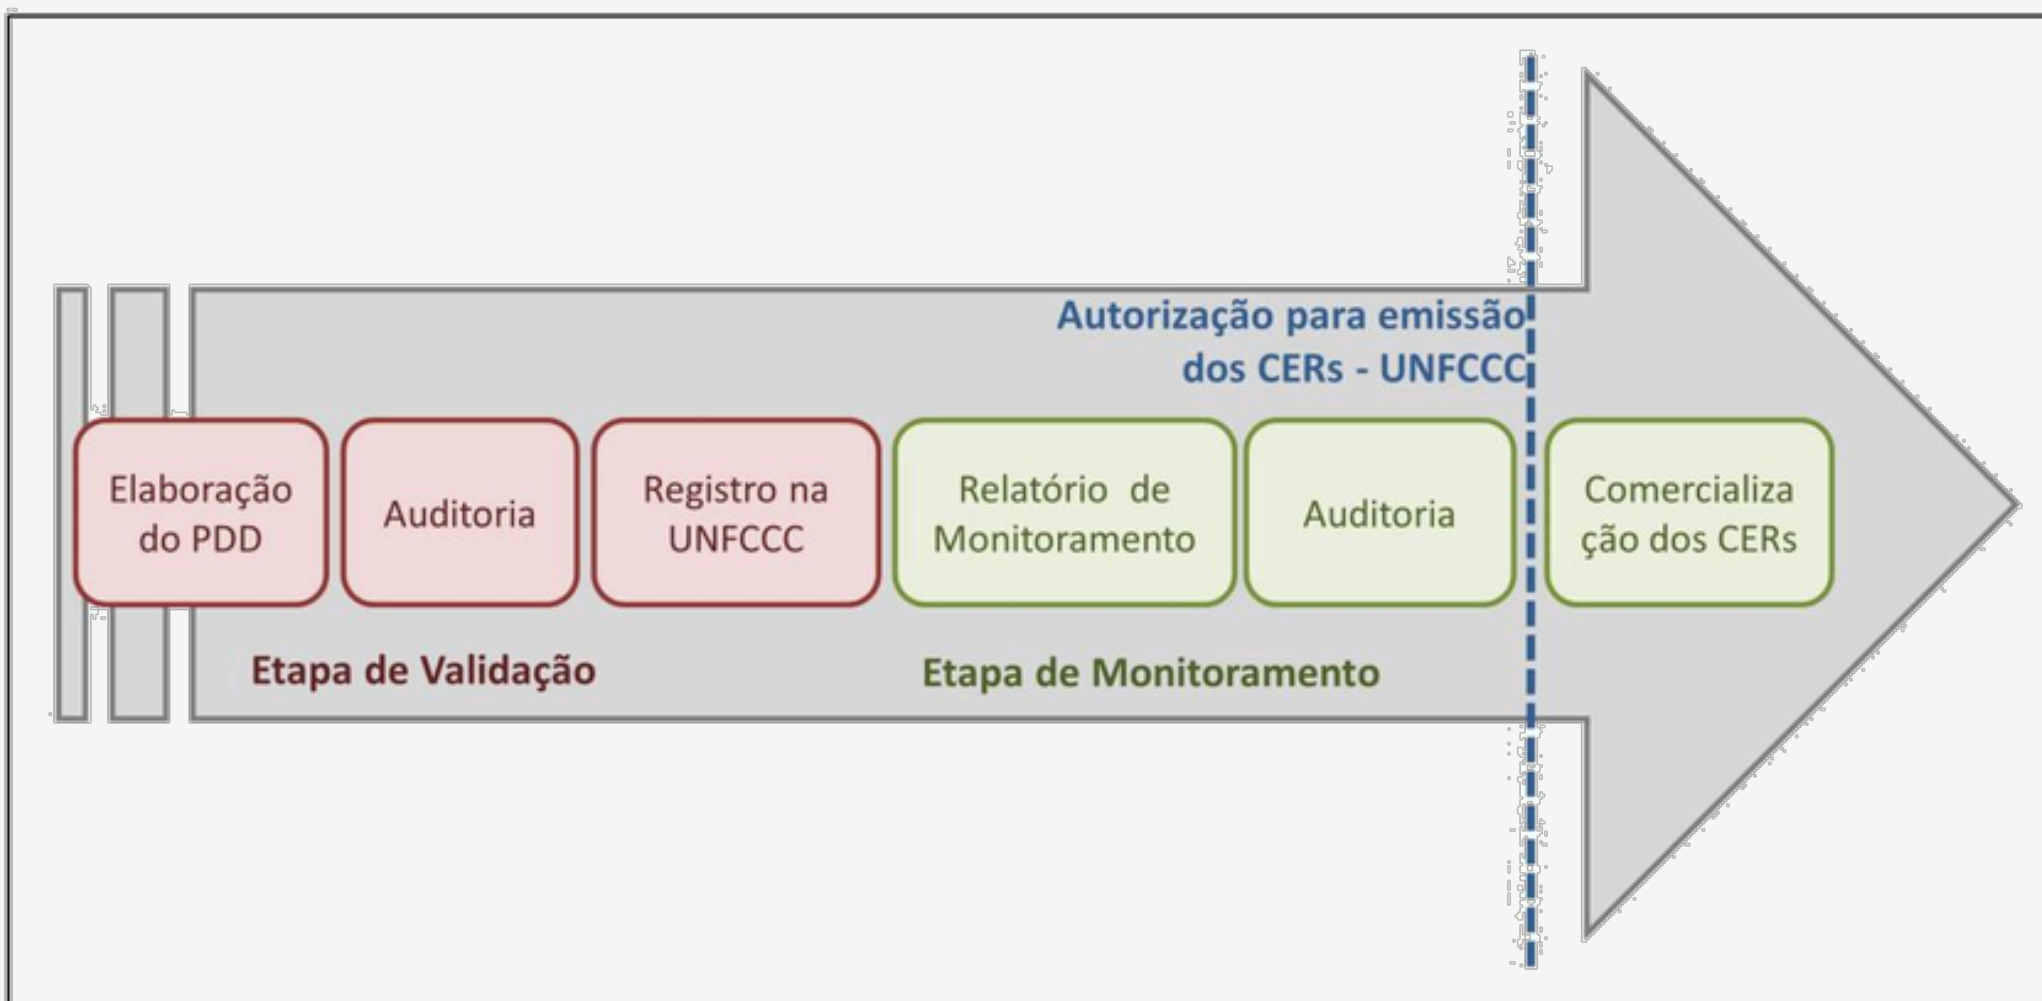 Autorização para emissão
dos CERs - UNFCCC
Elaboração
do PDD
Auditoria
Registro na
UNFCCC
Relatório de
Monitoramento
Auditoria
Comercializa
ção dos CERs
Etapa de Validação
Etapa de Monitoramento